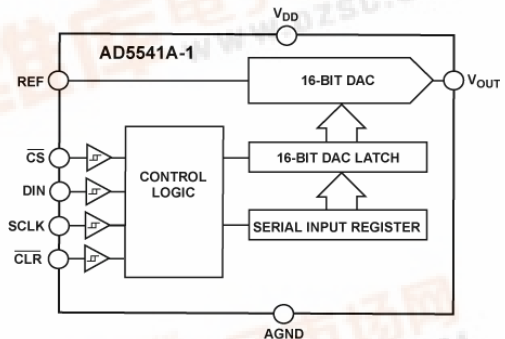 VDD
AD5541A-1
REF
16-BIT DAC
VOUT
CS
16-BIT DAC LATCH
CONTROL
LOGIC
DIN
SCLK
SERIAL INPUT REGISTER
CLR
AGND